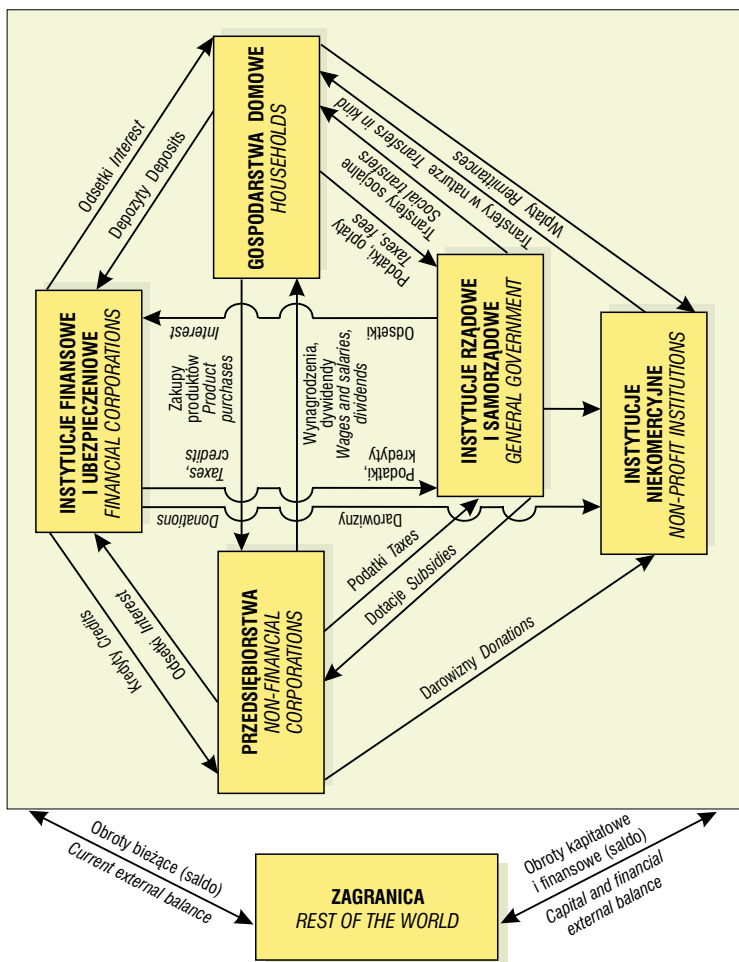 GOSPODARSTWA DOMOWE
HOUSEHOLDS
Odsetki Interest
Depozyty Deposits
Wpłaty Remittances
Transfery w naturze Transfers in kind
Transfery socjalne
Social transfers
Podatki, opłaty
Taxes, fees
INSTYTUCJE FINANSOWE
I UBEZPIECZENIOWE
FINANCIAL CORPORATIONS
Interest
Odsetki
INSTYTUCJE RZĄDOWE
I SAMORZĄDOWE
GENERAL GOVERNMENT
INSTYTUCJE
NIEKOMERCYJNE
NON-PROFIT INSTITUTIONS
Zakupy
produktów
Product
purchases
Wynagrodzenia,
dywidendy
Wages and salaries,
dividends
Taxes,
credits
Podatki,
kredyty
Donations
Darowizny
Kredyty Credits
Odsetki Interest
PRZEDSIĘBIORSTWA
NON-FINANCIAL
CORPORATIONS
Podatki Taxes
Dotacje Subsidies
Darowizny Donations
Obroty bieżące (saldo)
Current external balance
ZAGRANICA
REST OF THE WORLD
Obroty kapitałowe
i finansowe (saldo)
Capital and financial
external balance